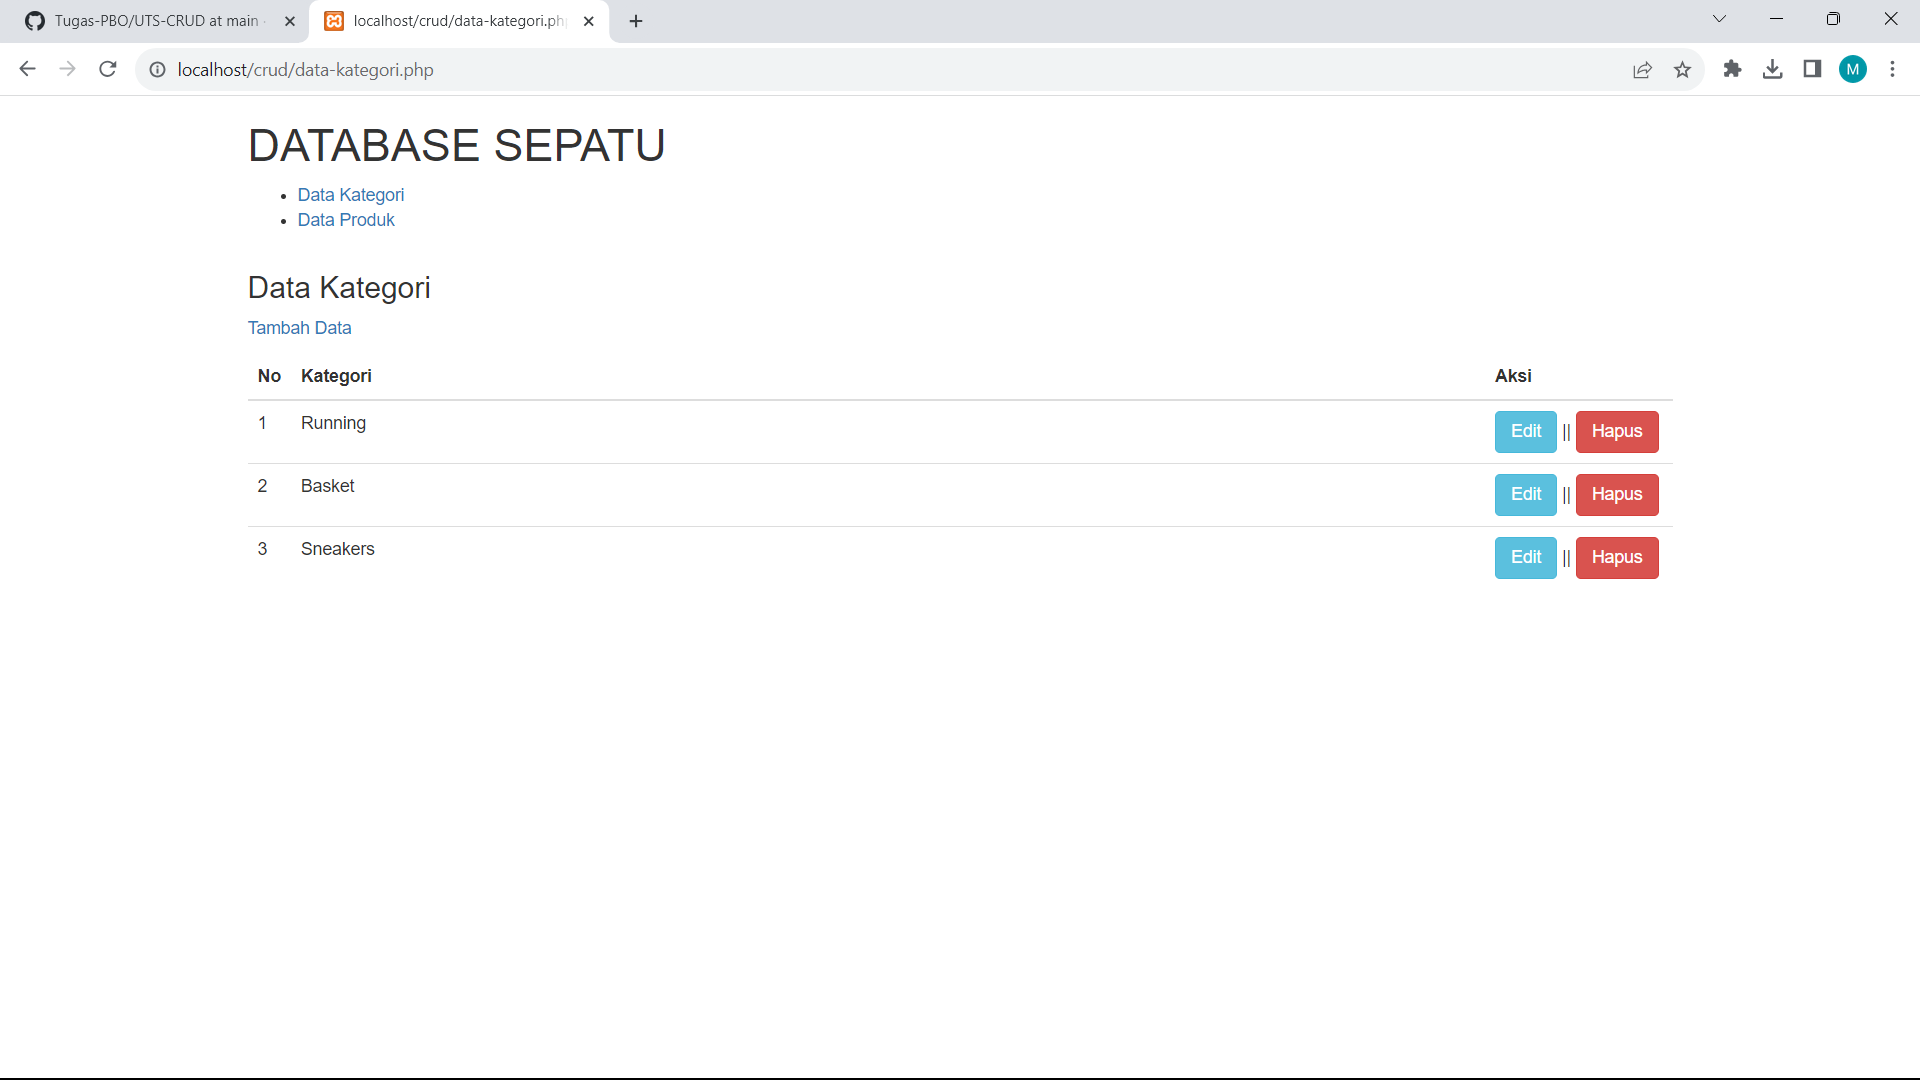 Tugas-PBO/UTS-CRUD at main ·
localhost/crud/data-kategori.ph
localhost/crud/data-kategori.php
M
DATABASE SEPATU
• Data Kategori
• Data Produk
Data Kategori
Tambah Data
No Kategori Aksi
1 Running Edit || Hapus
2 Basket Edit || Hapus
3 Sneakers Edit || Hapus